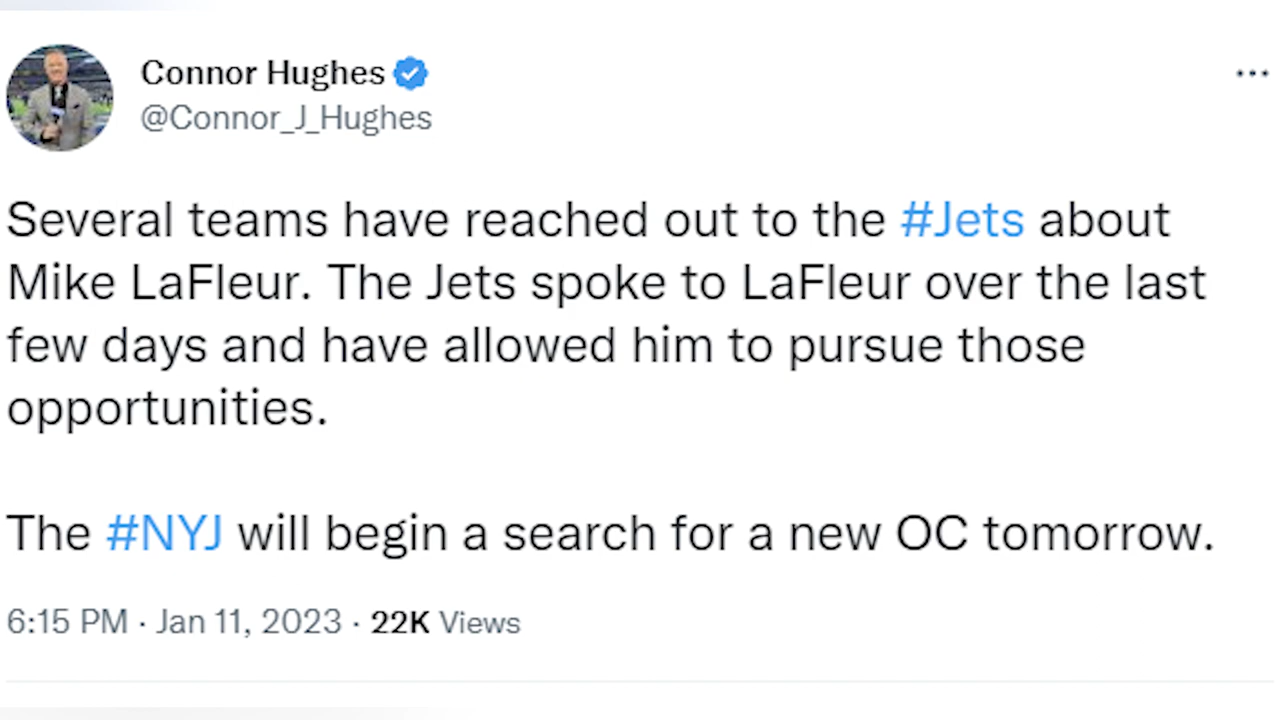 Connor Hughes
@Connor_J_Hughes
Several teams have reached out to the #Jets about
Mike LaFleur. The Jets spoke to LaFleur over the last
few days and have allowed him to pursue those
opportunities.
The #NYJ will begin a search for a new OC tomorrow.
6:15 PM · Jan 11, 2023 · 22K Views